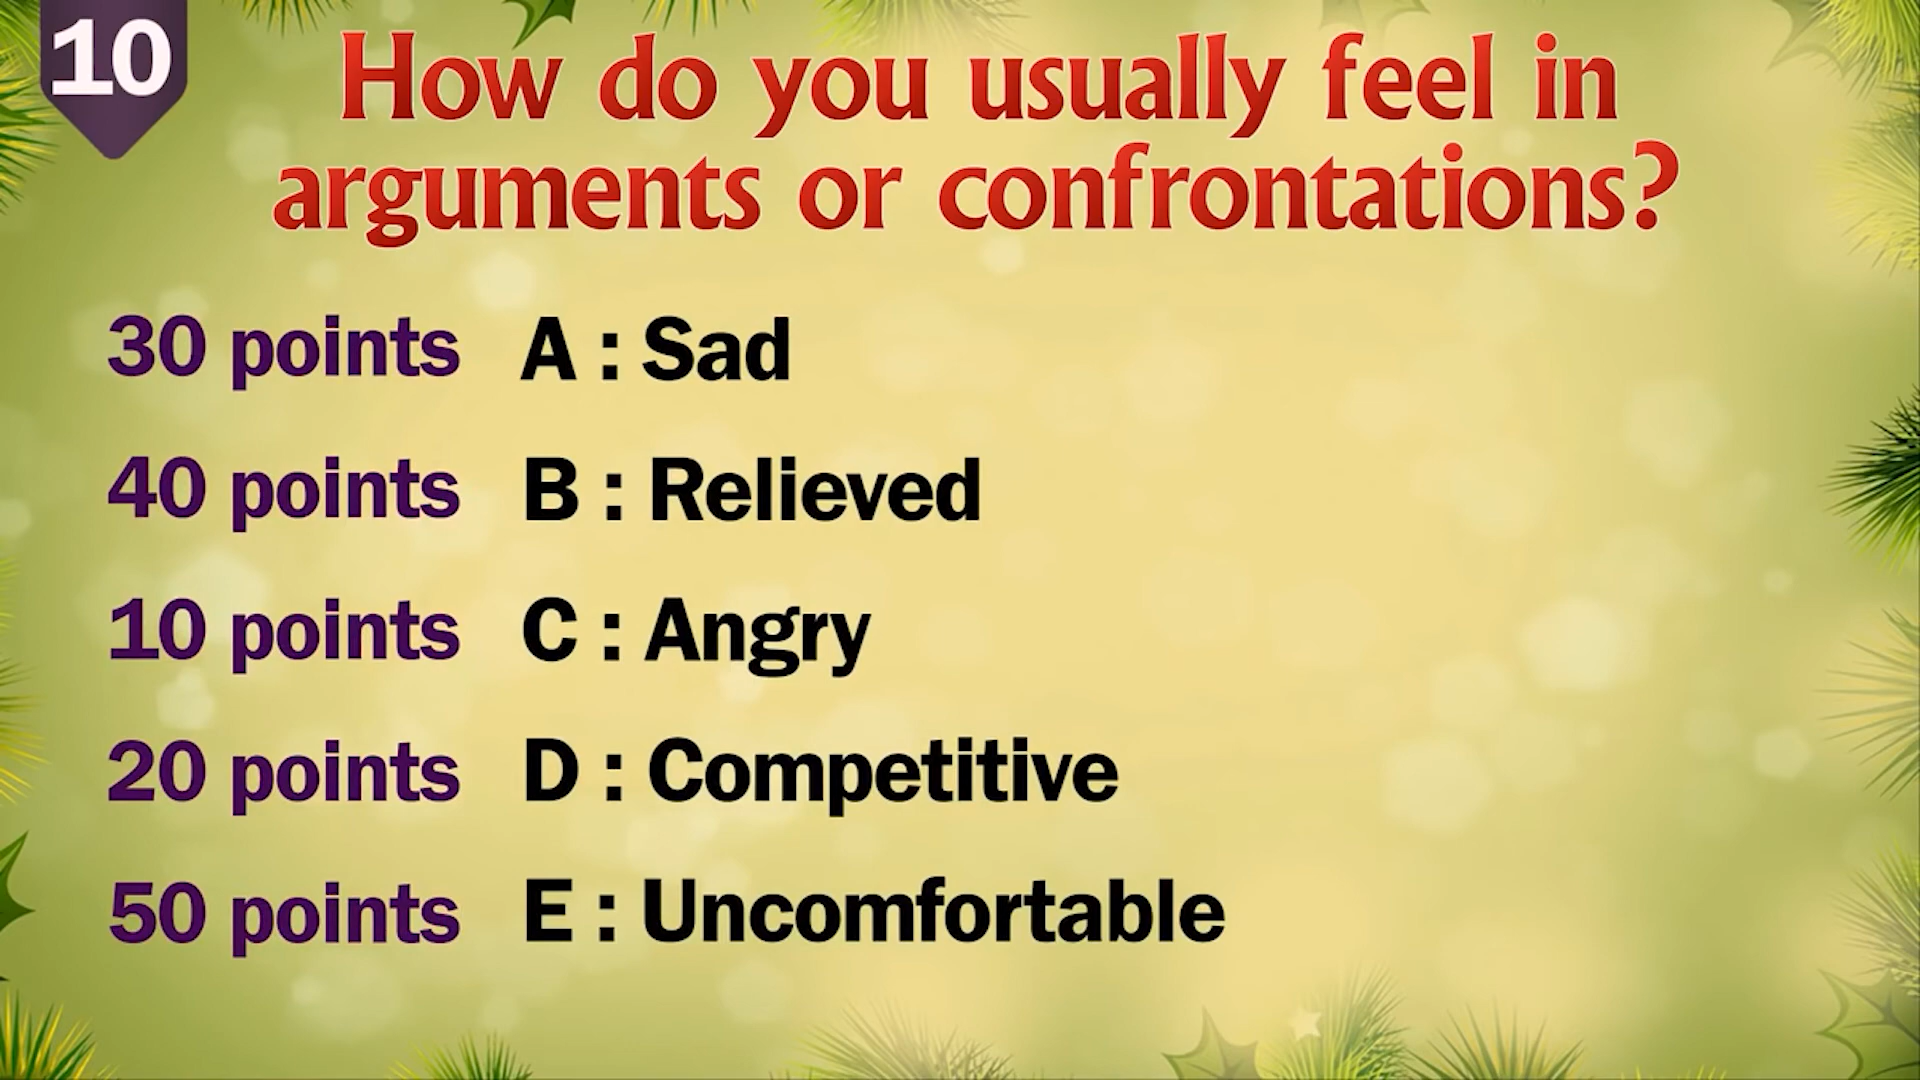 10
How do you usually feel in
arguments or confrontations?
30 points A : Sad
40 points B : Relieved
10 points C : Angry
20 points D : Competitive
50 points E : Uncomfortable